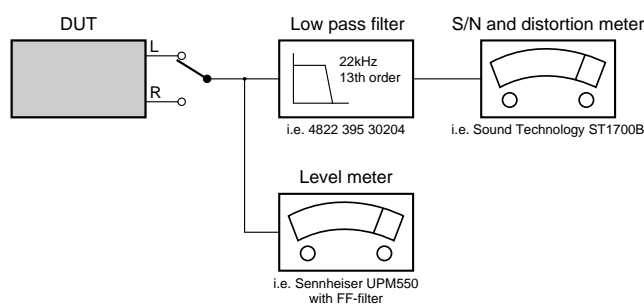 DUT
L
R
Low pass filter
22kHz
13th order
i.e. 4822 395 30204
S/N and distortion meter
i.e. Sound Technology ST1700B
Level meter
i.e. Sennheiser UPM550
with FF-filter